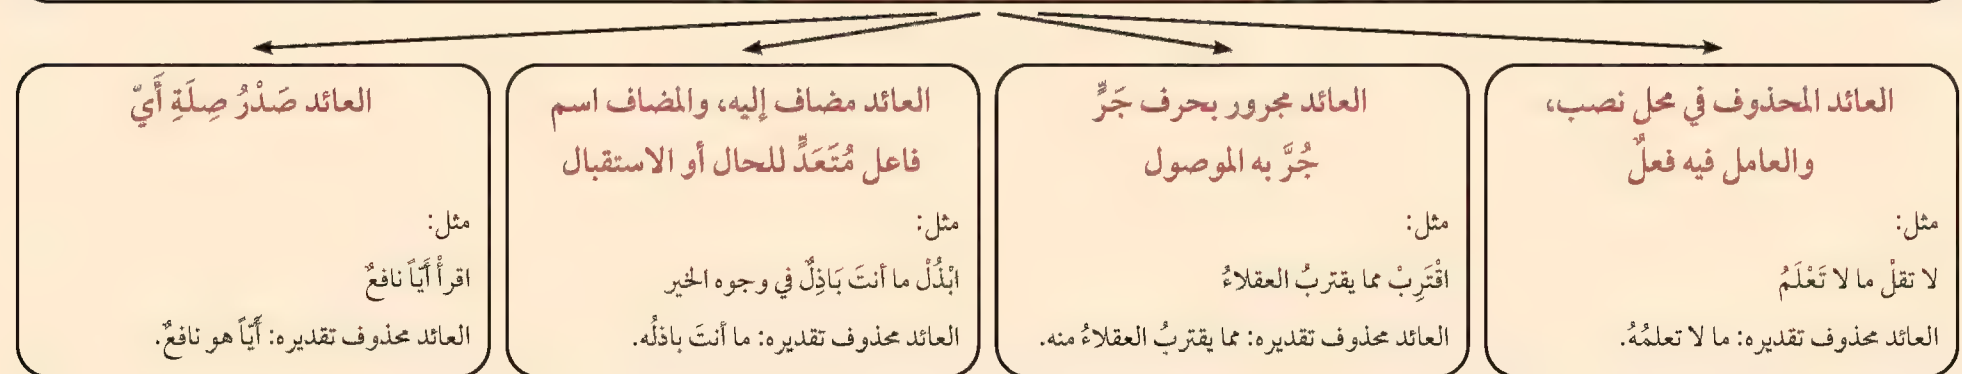 العائد المحذوف في محل نصب،
والعامل فيه فعلٌ
مثل:
لا تقلْ ما لا تَعْلَمُ
العائد محذوف تقديره: ما لا تعلمُهُ.
العائد مجرور بحرف جَرٍّ
جُرَّ به الموصول
مثل:
اقْتَرِبْ مما يقتربُ العقلاءُ
العائد محذوف تقديره: مما يقتربُ العقلاءُ منه.
العائد مضاف إليه، والمضاف اسم
فاعل مُتَعَدٍّ للحال أو الاستقبال
مثل:
ابْذُلْ ما أنتَ بَاذِلٌ في وجوه الخير
العائد محذوف تقديره: ما أنتَ باذلُه.
العائد صَدْرُ صِلَةِ أَيّ
مثل:
اقرأْ أَيّاً نافعٌ
العائد محذوف تقديره: أَيّاً هو نافعٌ.